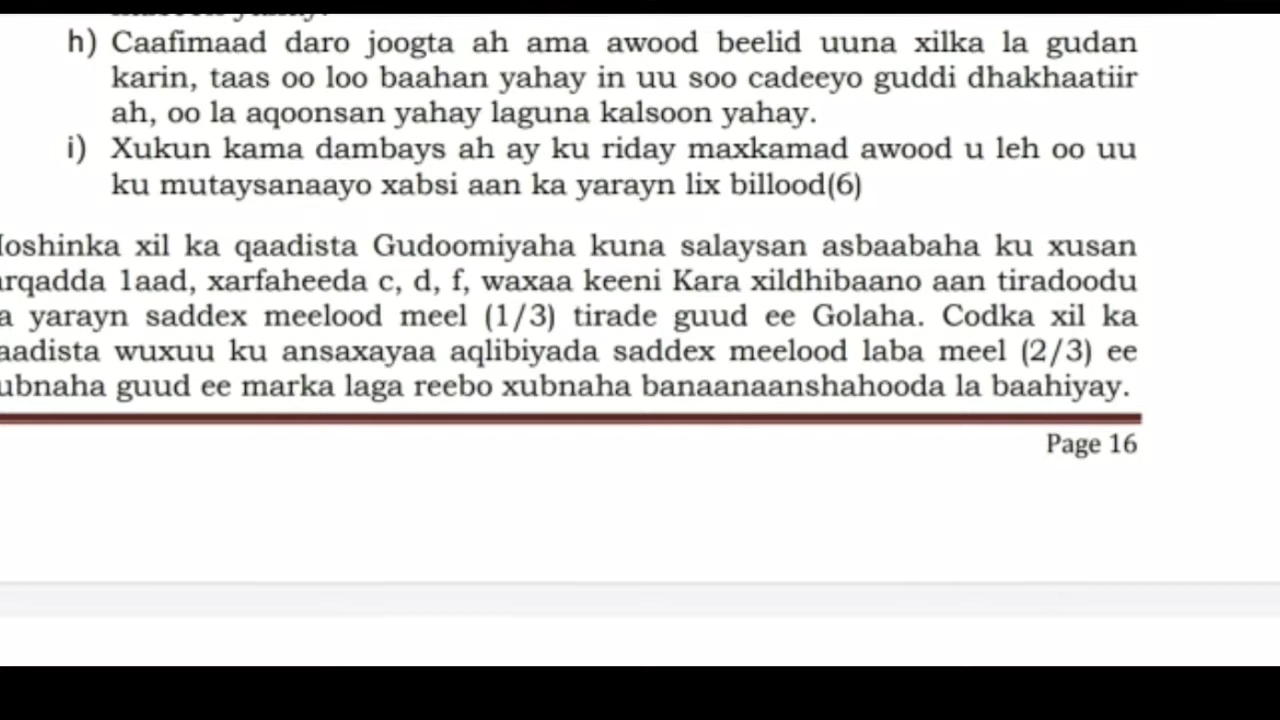 h) Caafimaad daro joogta ah ama awood beelid uuna xilka la gudan
karin, taas oo loo baahan yahay in uu soo cadeeyo guddi dhakhaatiir
ah, oo la aqoonsan yahay laguna kalsoon yahay.
i) Xukun kama dambays ah ay ku riday maxkamad awood u leh oo uu
ku mutaysanaayo xabsi aan ka yarayn lix billood(6)
xil ka qaadista Gudoomiyaha kuna salaysan asbaabaha ku xusan
1aad, xarfaheeda c, d, f, waxaa keeni Kara xildhibaano aan tiradoodu
yarayn saddex meelood meel (1/3) tirade guud ee Golaha. Codka xil ka
wuxuu ku ansaxayaa aqlibiyada saddex meelood laba meel (2/3) ee
guud ee marka laga reebo xubnaha banaanaanshahooda la baahiyay.
Page 16